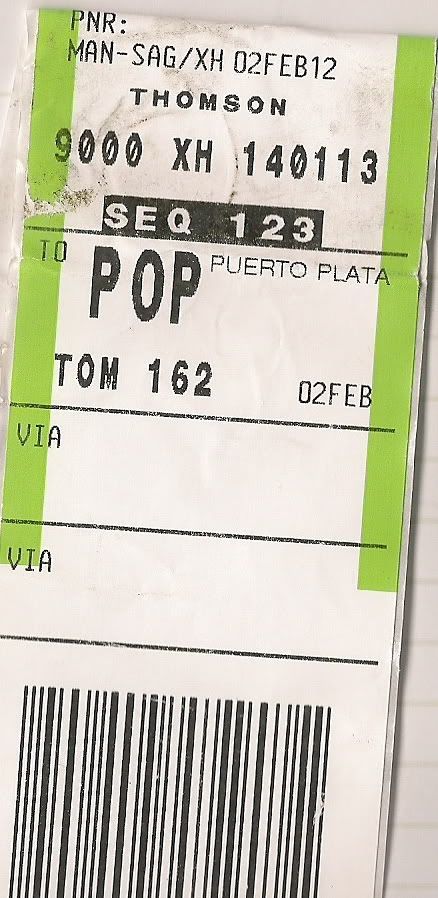 PNR:
MAN-SAG/XH 02FEB12
THOMSON
9000 XH 140113
SEQ 123
TO POP PUERTO PLATA
TOM 162 02FEB
VIA
VIA